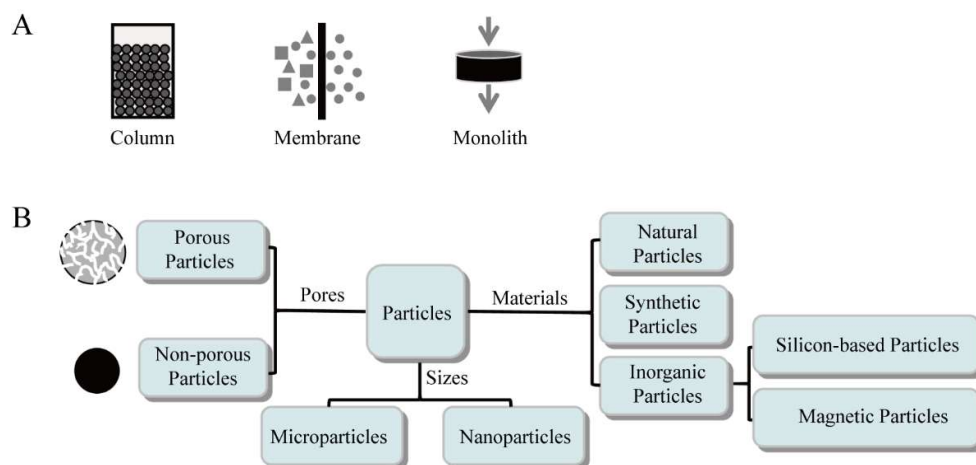 A
Column
Membrane
Monolith
B
Porous
Particles
Non-porous
Particles
Pores
Particles
Sizes
Microparticles
Nanoparticles
Materials
Natural
Particles
Synthetic
Particles
Inorganic
Particles
Silicon-based Particles
Magnetic Particles